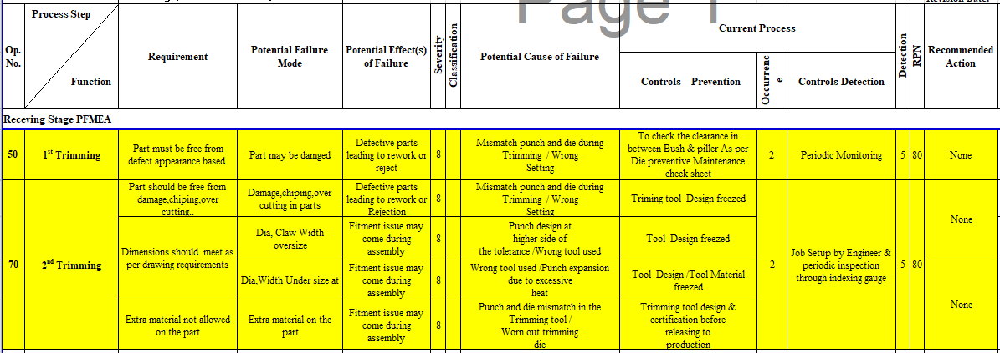 Page 1
Process Step
Function
Op.
No.
Requirement
Potential Failure
Mode
Potential Effect(s)
of Failure
Severity
Classification
Potential Cause of Failure
Current Process
Controls Prevention
Occurrenc
e
Controls Detection
Detection
RPN
Recommended
Action
Receving Stage PFMEA
50
1st Trimming
Part must be free from
defect appearance based.
Part may be damged
Defective parts
leading to rework or
reject
8
Mismatch punch and die during
Trimming / Wrong
Setting
To check the clearance in
between Bush & piller As per
Die preventive Maintenance
check sheet
2
Periodic Monitoring
5
80
None
70
2nd Trimming
Part should be free from
damage,chiping,over
cutting..
Damage,chiping,over
cutting in parts
Defective parts
leading to rework or
Rejection
8
Mismatch punch and die during
Trimming / Wrong
Setting
Triming tool Design freezed
2
Job Setup by Engineer &
periodic inspection
through indexing gauge
5
80
None
Dimensions should meet as
per drawing requirements
Dia, Claw Width
oversize
Fitment issue may
come during
assembly
8
Punch design at
higher side of
the tolerance /Wrong tool used
Tool Design freezed
Dia,Width Under size at
Fitment issue may
come during
assembly
8
Wrong tool used /Punch expansion
due to excessive
heat
Tool Design /Tool Material
freezed
None
Extra material not allowed
on the part
Extra material on the
part
Fitment issue may
come during
assembly
8
Punch and die mismatch in the
Trimming tool /
Worn out trimming
die
Trimming tool design &
certification before
releasing to
production